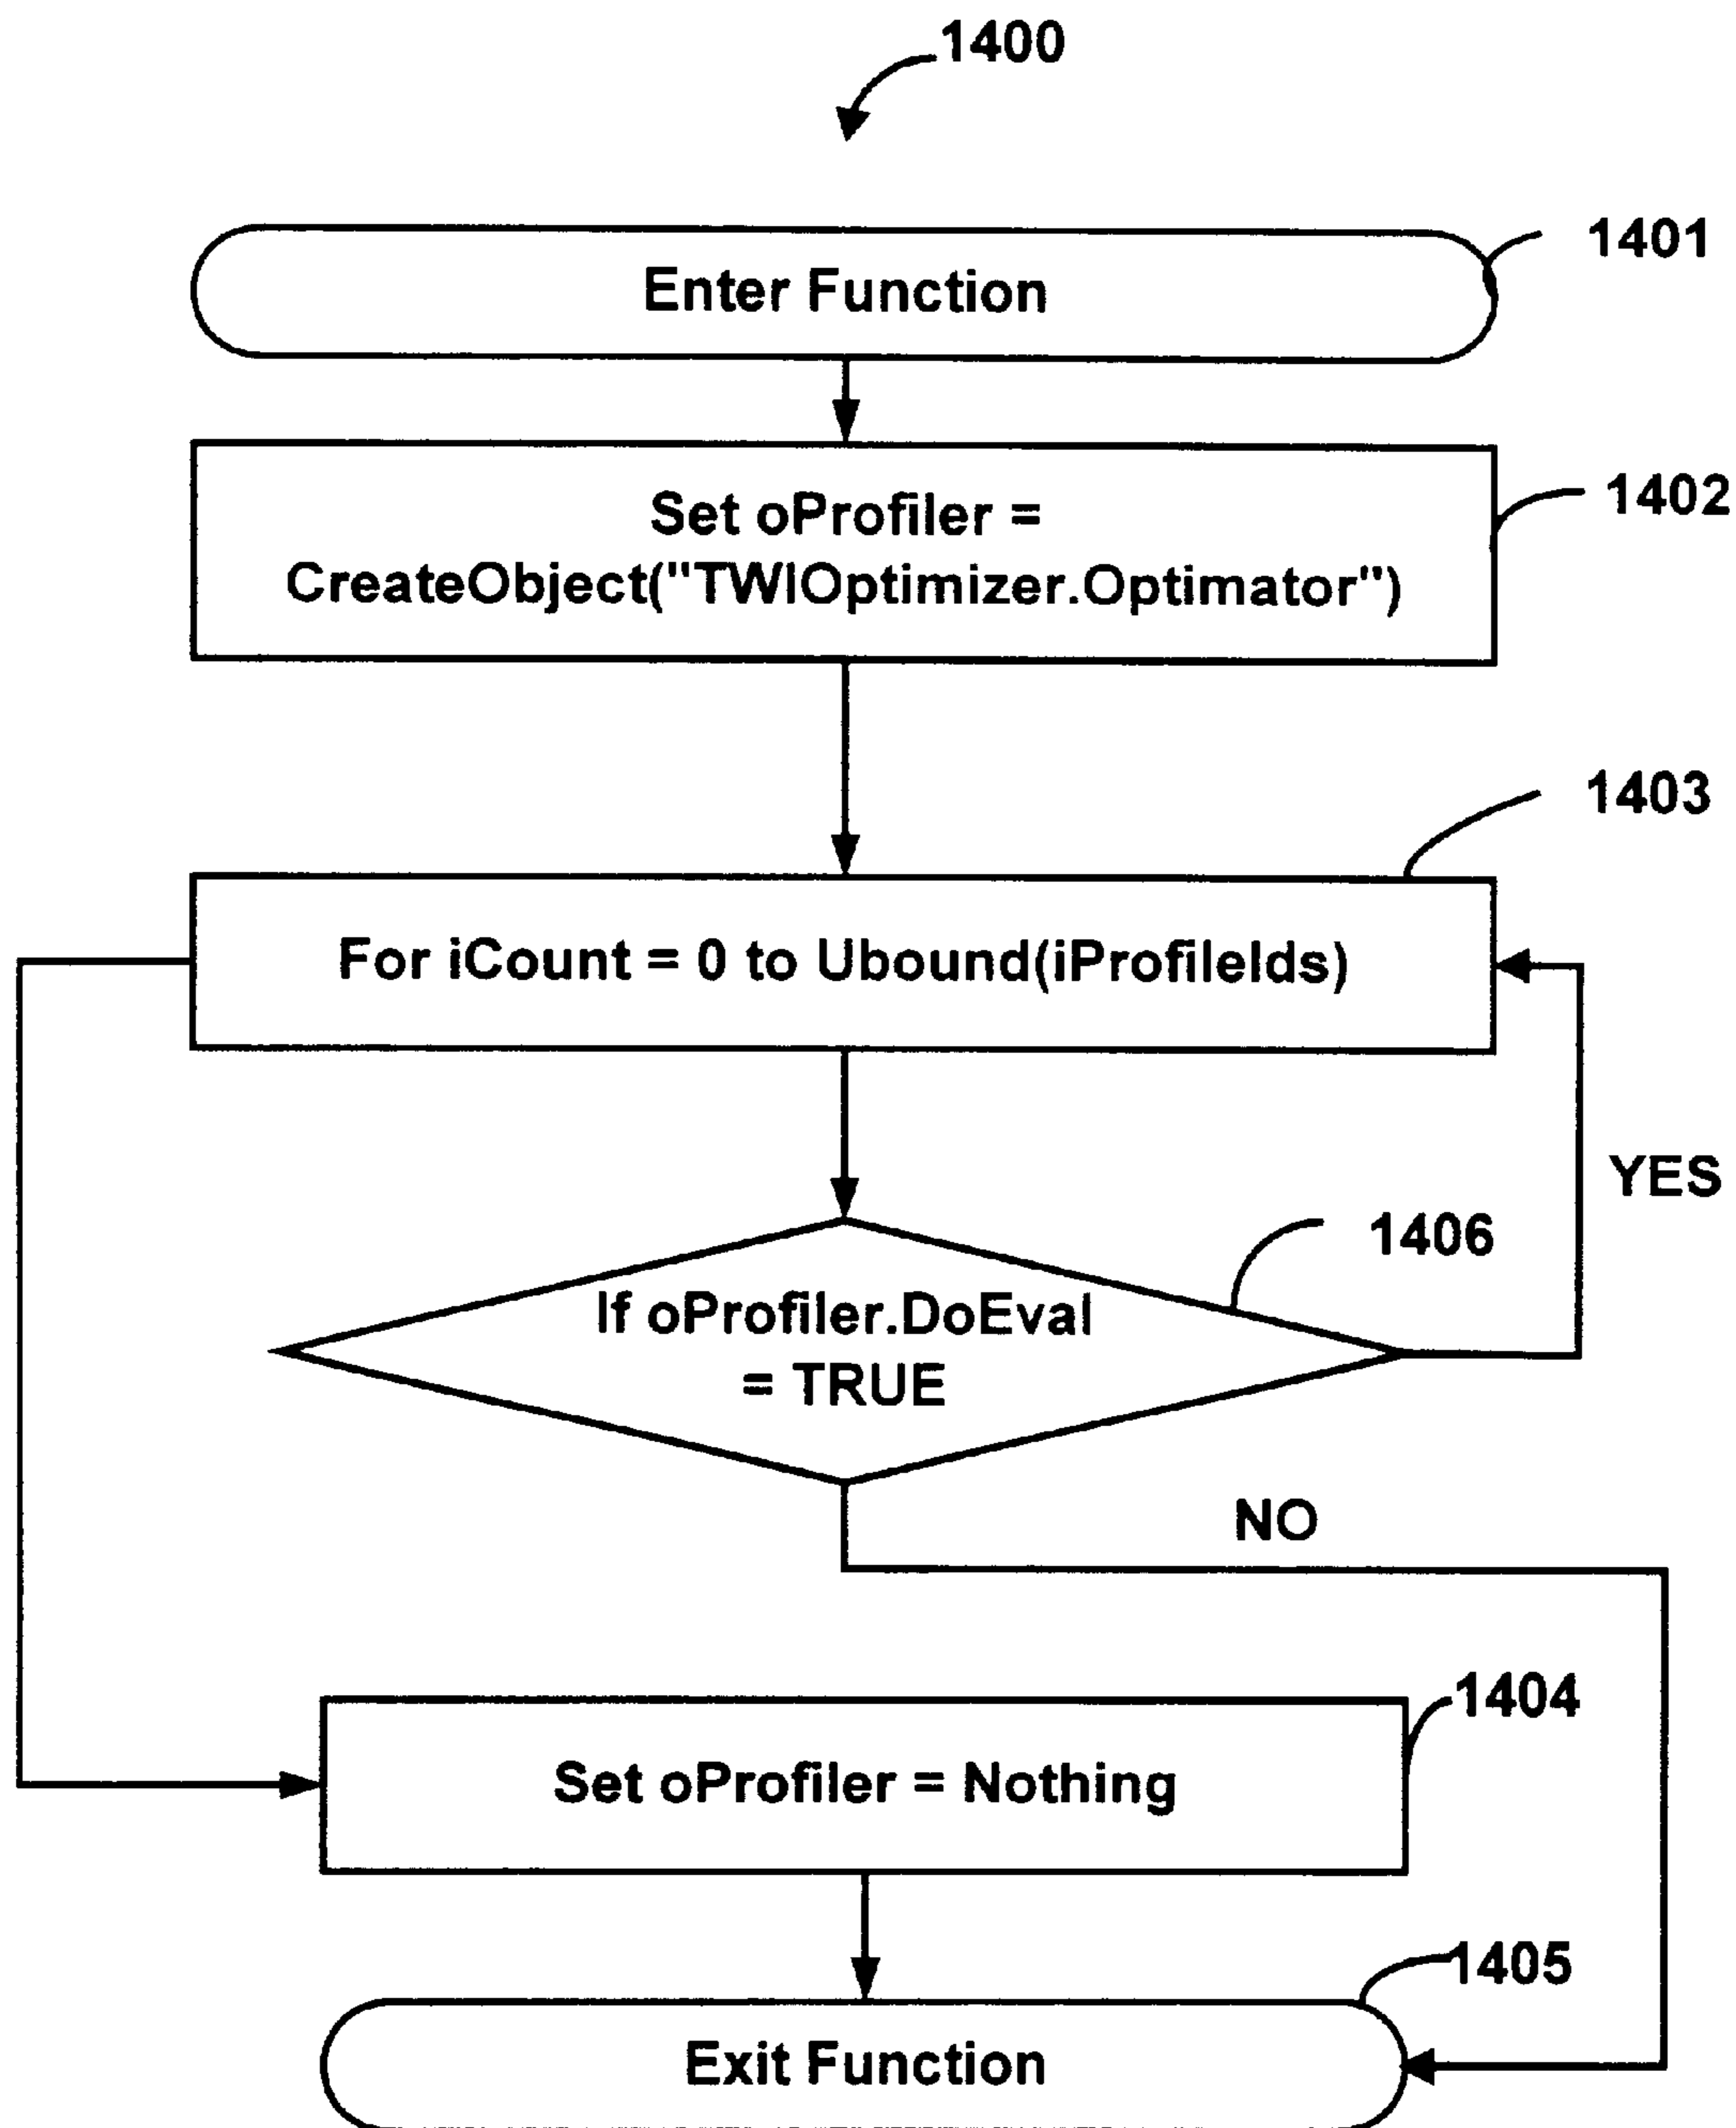 1400
Enter Function
1401
Set oProfiler =
CreateObject("TWIOptimizer.Optimator")
1402
1403
For iCount = 0 to Ubound(iProfileIds)
YES
1406
If oProfiler.DoEval
= TRUE
NO
1404
Set oProfiler = Nothing
1405
Exit Function